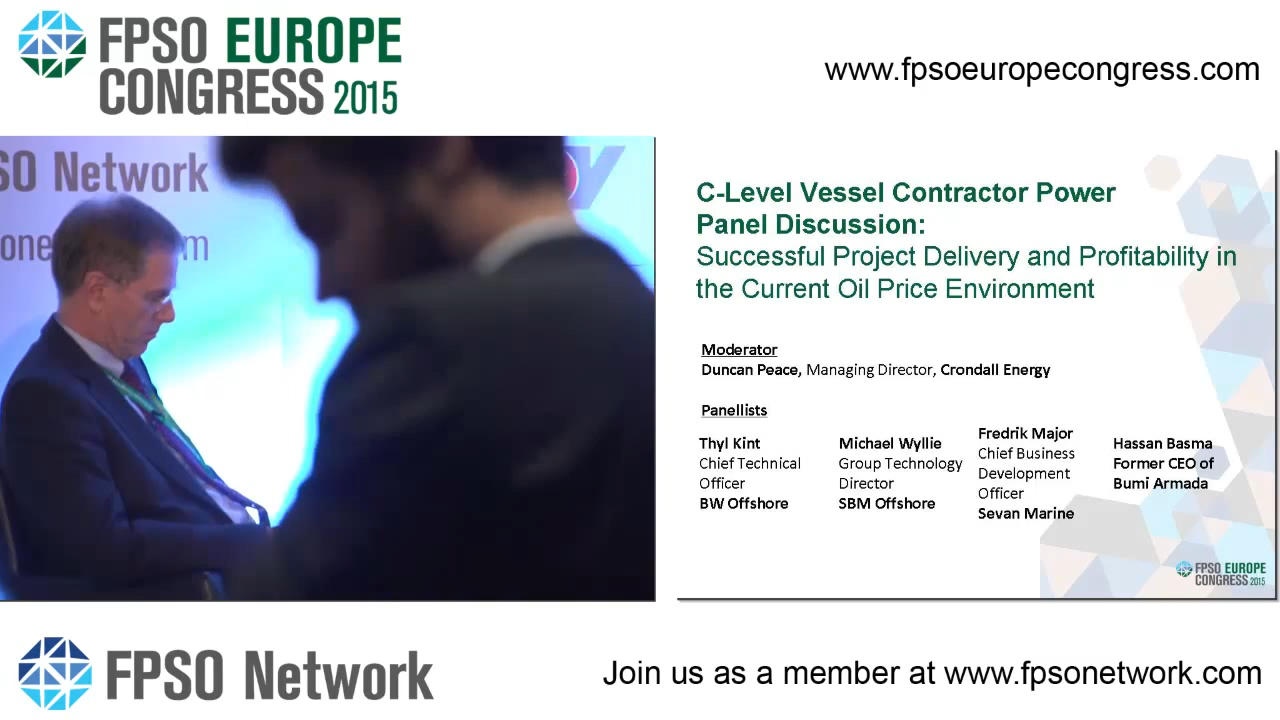 FPSO EUROPE
CONGRESS 2015
www.fpsoeuropecongress.com
SO Network
C-Level Vessel Contractor Power
Panel Discussion:
Successful Project Delivery and Profitability in
the Current Oil Price Environment
Moderator
Duncan Peace, Managing Director, Crondall Energy
Panellists
Thyl Kint
Chief Technical
Officer
BW Offshore
Michael Wyllie
Group Technology
Director
SBM Offshore
Fredrik Major
Chief Business
Development
Officer
Sevan Marine
Hassan Basma
Former CEO of
Bumi Armada
FPSO EUROPE
CONGRESS 2015
FPSO Network
Join us as a member at www.fpsonetwork.com